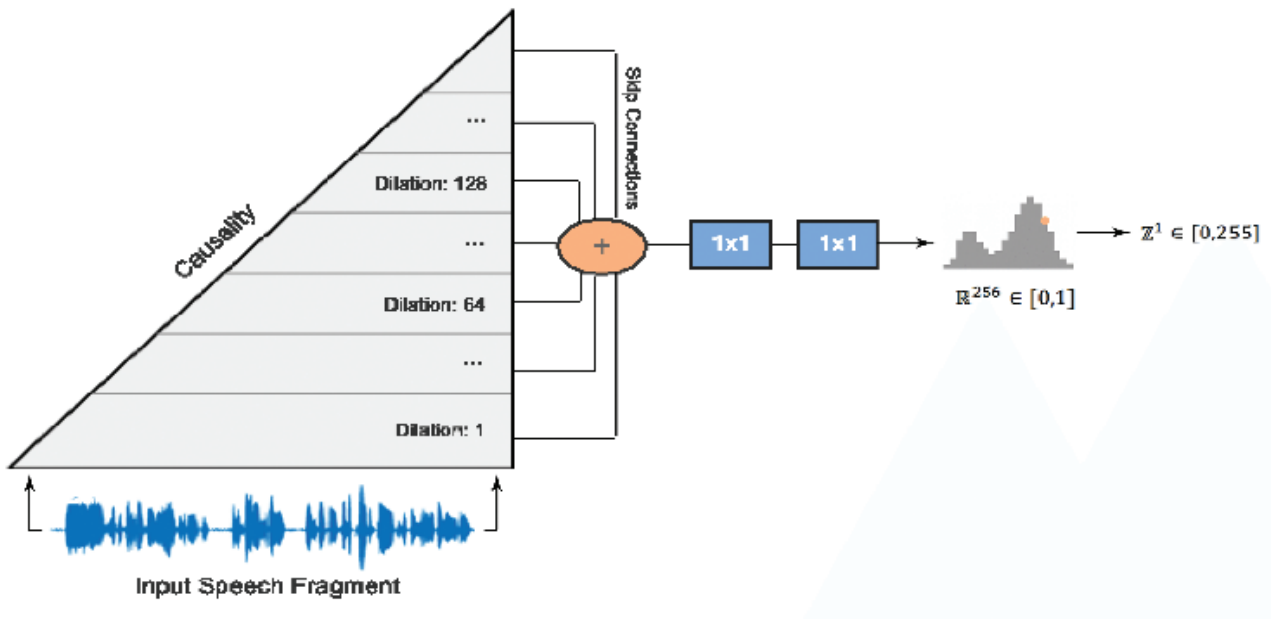 Skip Connections
...
Dilation: 128
Causality
...
+
1x1
1x1
ℤ¹ ∈ [0,255]
Dilation: 64
ℝ²⁵⁶ ∈ [0,1]
...
Dilation: 1
Input Speech Fragment